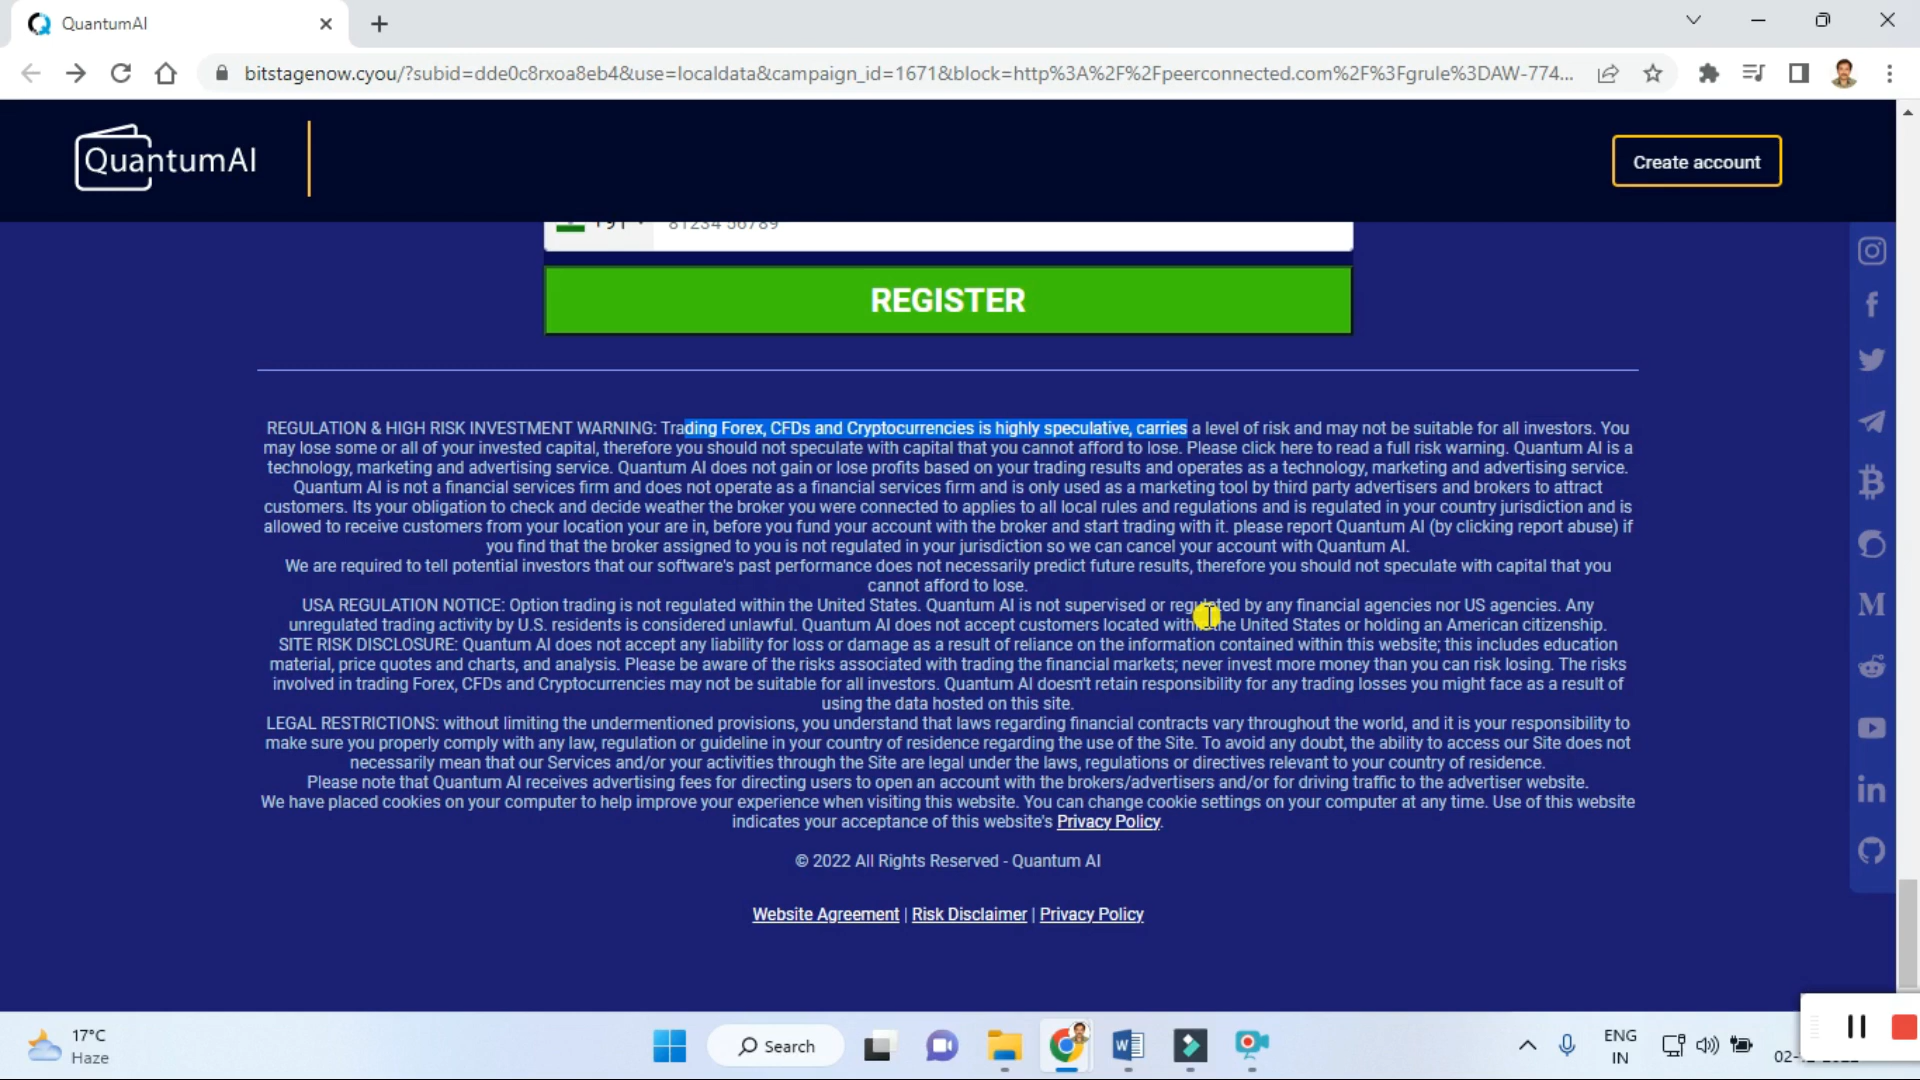 QuantumAI
bitstagenow.cyou/?subid=dde0c8rxoa8eb4&use=localdata&campaign_id=1671&block=http%3A%2F%2Fpeerconnected.com%2F%3Fgrule%3DAW-774...
QuantumAI
Create account
REGISTER
REGULATION & HIGH RISK INVESTMENT WARNING: Trading Forex, CFDs and Cryptocurrencies is highly speculative, carries a level of risk and may not be suitable for all investors. You
may lose some or all of your invested capital, therefore you should not speculate with capital that you cannot afford to lose. Please click here to read a full risk warning. Quantum AI is a
technology, marketing and advertising service. Quantum AI does not gain or lose profits based on your trading results and operates as a technology, marketing and advertising service.
Quantum AI is not a financial services firm and does not operate as a financial services firm and is only used as a marketing tool by third party advertisers and brokers to attract
customers. Its your obligation to check and decide weather the broker you were connected to applies to all local rules and regulations and is regulated in your country jurisdiction and is
allowed to receive customers from your location your are in, before you fund your account with the broker and start trading with it. please report Quantum AI (by clicking report abuse) if
you find that the broker assigned to you is not regulated in your jurisdiction so we can cancel your account with Quantum AI.
We are required to tell potential investors that our software's past performance does not necessarily predict future results, therefore you should not speculate with capital that you
cannot afford to lose.
USA REGULATION NOTICE: Option trading is not regulated within the United States. Quantum AI is not supervised or regulated by any financial agencies nor US agencies. Any
unregulated trading activity by U.S. residents is considered unlawful. Quantum AI does not accept customers located within the United States or holding an American citizenship.
SITE RISK DISCLOSURE: Quantum AI does not accept any liability for loss or damage as a result of reliance on the information contained within this website; this includes education
material, price quotes and charts, and analysis. Please be aware of the risks associated with trading the financial markets; never invest more money than you can risk losing. The risks
involved in trading Forex, CFDs and Cryptocurrencies may not be suitable for all investors. Quantum AI doesn't retain responsibility for any trading losses you might face as a result of
using the data hosted on this site.
LEGAL RESTRICTIONS: without limiting the undermentioned provisions, you understand that laws regarding financial contracts vary throughout the world, and it is your responsibility to
make sure you properly comply with any law, regulation or guideline in your country of residence regarding the use of the Site. To avoid any doubt, the ability to access our Site does not
necessarily mean that our Services and/or your activities through the Site are legal under the laws, regulations or directives relevant to your country of residence.
Please note that Quantum AI receives advertising fees for directing users to open an account with the brokers/advertisers and/or for driving traffic to the advertiser website.
We have placed cookies on your computer to help improve your experience when visiting this website. You can change cookie settings on your computer at any time. Use of this website
indicates your acceptance of this website's Privacy Policy.
© 2022 All Rights Reserved - Quantum AI
Website Agreement | Risk Disclaimer | Privacy Policy
17°C
Haze
Search
ENG
IN